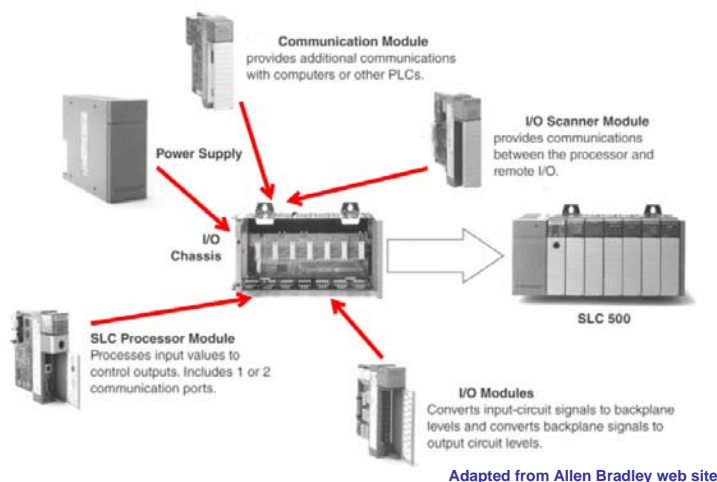 Communication Module
provides additional communications
with computers or other PLCs.
I/O Scanner Module
provides communications
between the processor and
remote I/O.
Power Supply
I/O
Chassis
SLC 500
SLC Processor Module
Processes input values to
control outputs. Includes 1 or 2
communication ports.
I/O Modules
Converts input-circuit signals to backplane
levels and converts backplane signals to
output circuit levels.
Adapted from Allen Bradley web site